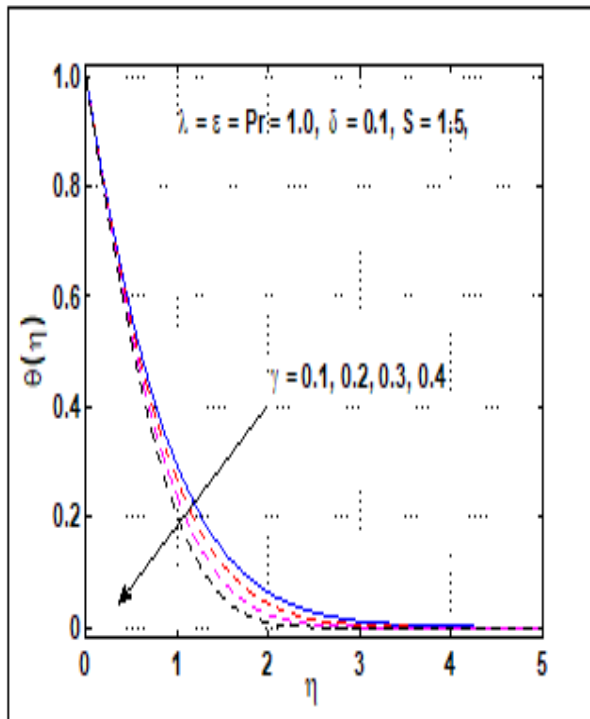 1.0
λ = ε = Pr = 1.0, δ = 0.1, S = 1.5,
0.8
0.6
θ(η)
γ = 0.1, 0.2, 0.3, 0.4
0.4
0.2
0
0 1 2 3 4 5
η